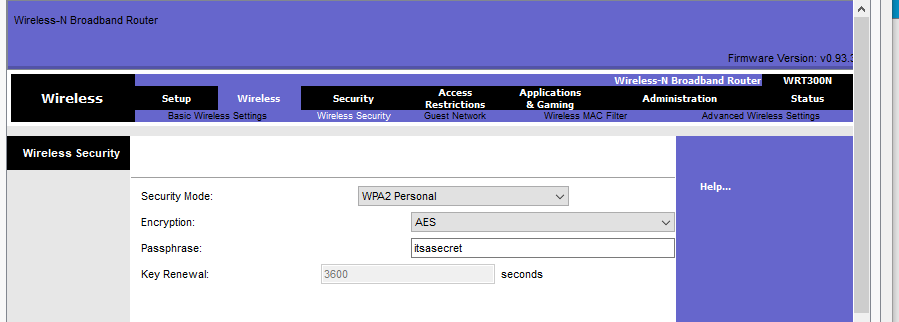 Wireless-N Broadband Router
Firmware Version: v0.93.3
Wireless-N Broadband Router WRT300N
Wireless
Setup Wireless Security Access Restrictions Applications & Gaming Administration Status
Basic Wireless Settings Wireless Security Guest Network Wireless MAC Filter Advanced Wireless Settings
Wireless Security
Help...
Security Mode: WPA2 Personal
Encryption: AES
Passphrase: itsasecret
Key Renewal: 3600 seconds